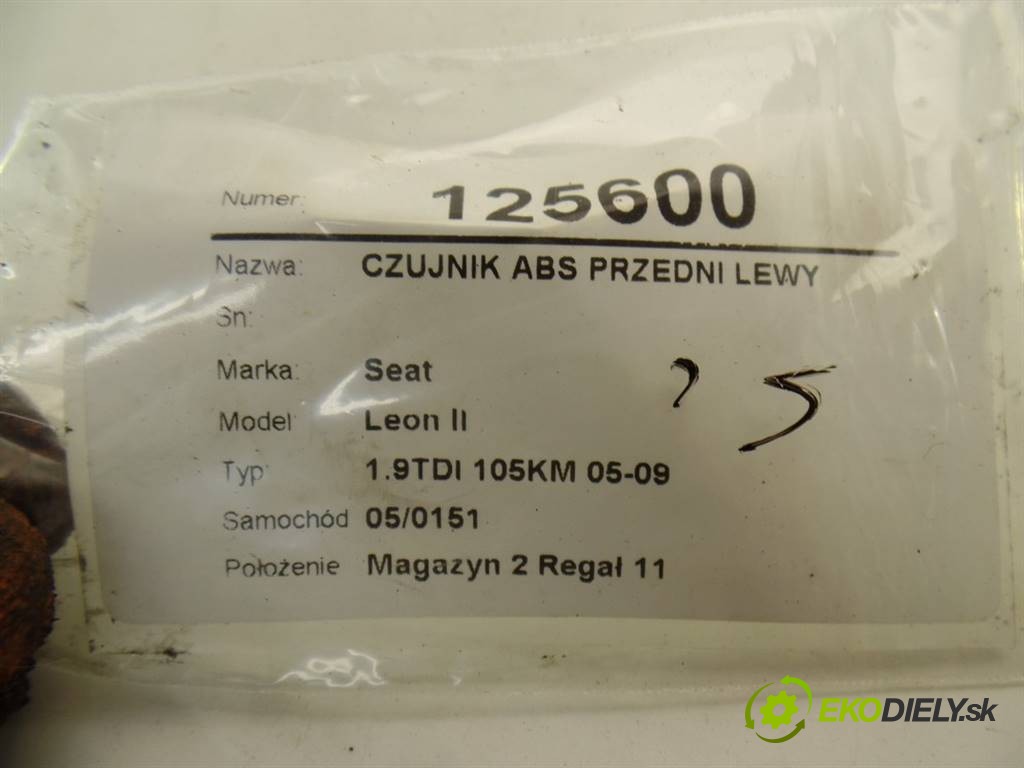 Numer: 125600
Nazwa: CZUJNIK ABS PRZEDNI LEWY
Sn:
Marka: Seat
Model: Leon II
Typ: 1.9TDI 105KM 05-09
Samochód 05/0151
Położenie Magazyn 2 Regał 11
5
EKODIELY.sk